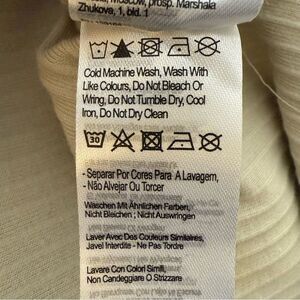 Moscow, prosp. Marshala
Zhukova, 1, bld. 1
Cold Machine Wash, Wash With
Like Colours, Do Not Bleach Or
Wring, Do Not Tumble Dry, Cool
Iron, Do Not Dry Clean
30
- Separar Por Cores Para A Lavagem,
- Não Alvejar Ou Torcer
Waschen Mit Ähnlichen Farben,
Nicht Bleichen ; Nicht Auswringen
Laver Avec Des Couleurs Similaires,
Javel Interdite - Ne Pas Tordre
Lavare Con Colori Simili,
Non Candeggare O Strizzare